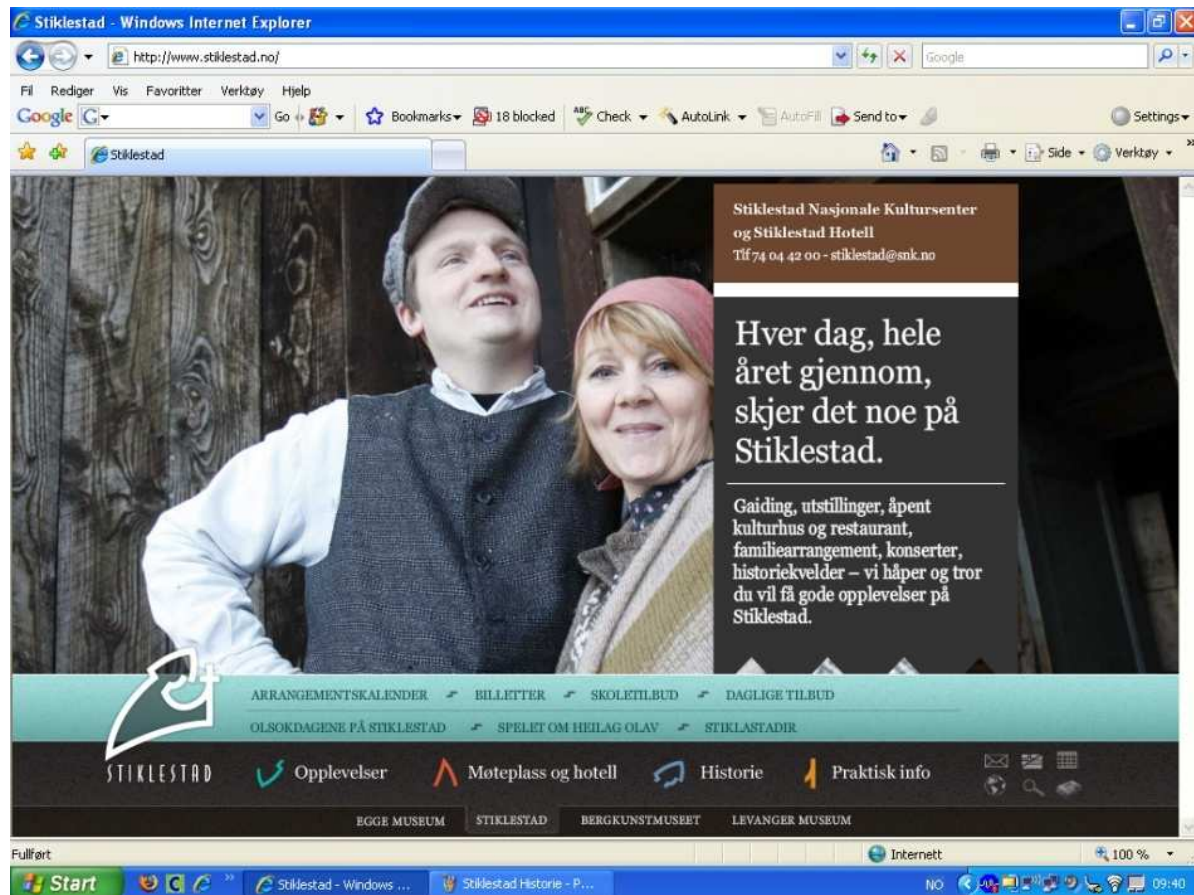 Stiklestad - Windows Internet Explorer
http://www.stiklestad.no/
Google
Fil Rediger Vis Favoritter Verktøy Hjelp
Google G Go Bookmarks 18 blocked Check AutoLink AutoFill Send to Settings
Stiklestad Side Verktøy
Stiklestad Nasjonale Kultursenter
og Stiklestad Hotell
Tlf 74 04 42 00 - stiklestad@snk.no
Hver dag, hele
året gjennom,
skjer det noe på
Stiklestad.
Gaiding, utstillinger, åpent
kulturhus og restaurant,
familiearrangement, konserter,
historiekvelder – vi håper og tror
du vil få gode opplevelser på
Stiklestad.
ARRANGEMENTSKALENDER BILLETTER SKOLETILBUD DAGLIGE TILBUD
OLSOKDAGENE PÅ STIKLESTAD SPELET OM HEILAG OLAV STIKLASTADIR
STIKLESTAD Opplevelser Møteplass og hotell Historie Praktisk info
EGGE MUSEUM STIKLESTAD BERGKUNSTMUSEET LEVANGER MUSEUM
Fullført Internett 100 %
Start Stiklestad - Windows ... Stiklestad Historie - P... NO 09:40